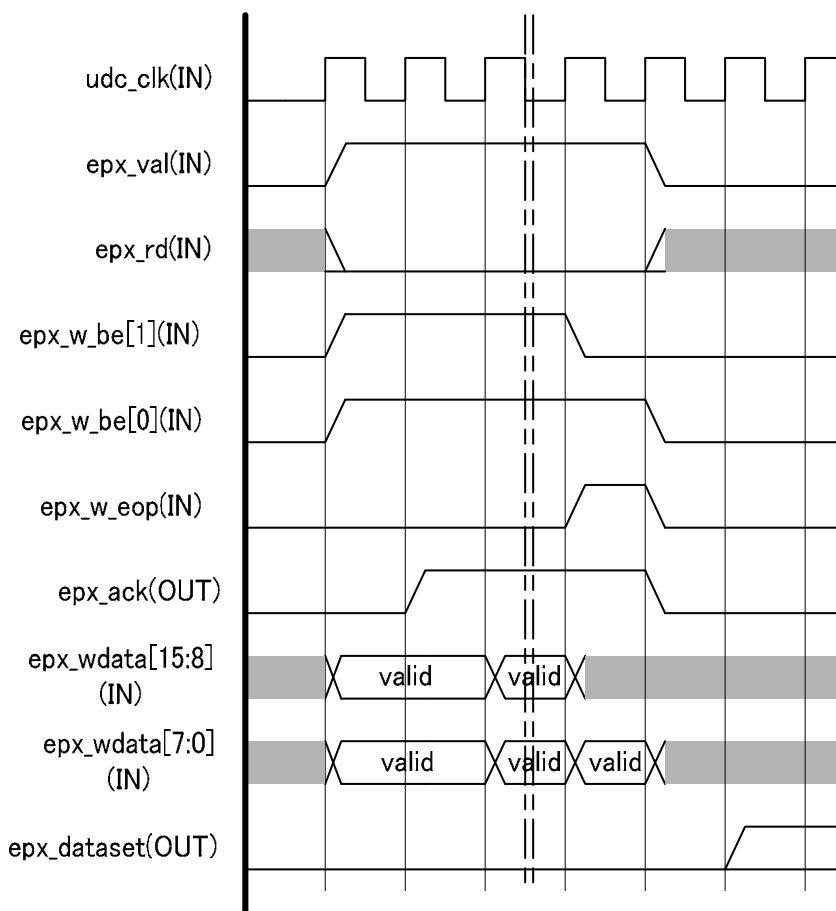 udc_clk(IN)
epx_val(IN)
epx_rd(IN)
epx_w_be[1](IN)
epx_w_be[0](IN)
epx_w_eop(IN)
epx_ack(OUT)
epx_wdata[15:8]
(IN)
valid
valid
epx_wdata[7:0]
(IN)
valid
valid
valid
epx_dataset(OUT)